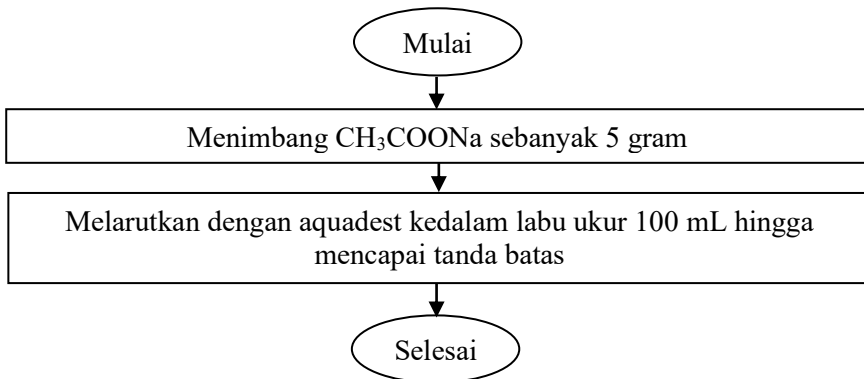 Mulai
Menimbang CH₃COONa sebanyak 5 gram
Melarutkan dengan aquadest kedalam labu ukur 100 mL hingga
mencapai tanda batas
Selesai